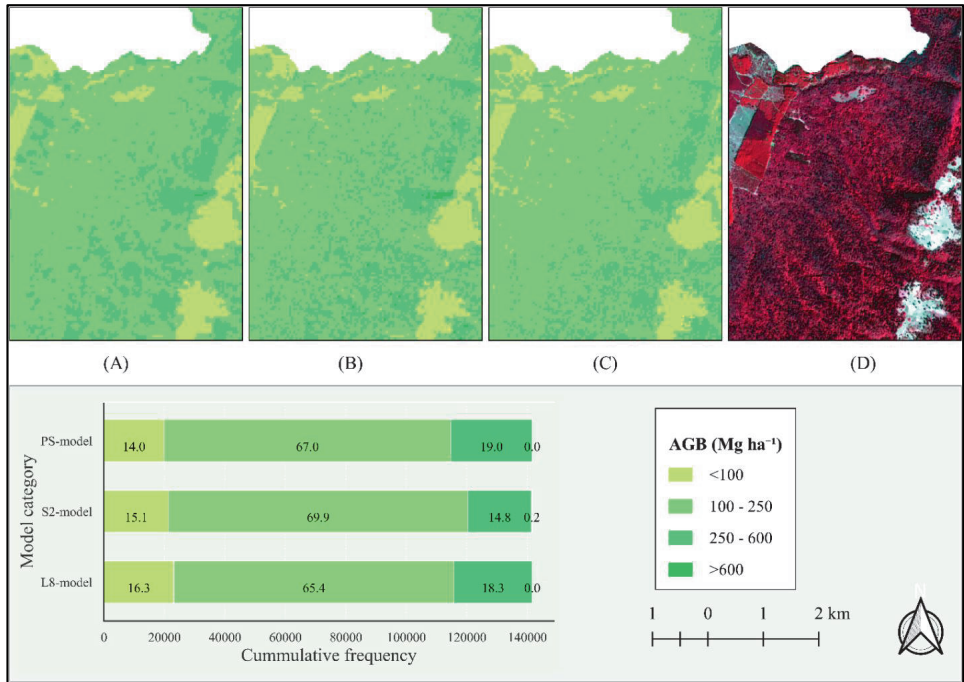 (A)
(B)
(C)
(D)
Model category
PS-model
14.0
67.0
19.0
0.0
S2-model
15.1
69.9
14.8
0.2
L8-model
16.3
65.4
18.3
0.0
0
20000
40000
60000
80000
100000
120000
140000
Cummulative frequency
AGB (Mg ha⁻¹)
<100
100 - 250
250 - 600
>600
1
0
1
2 km
N